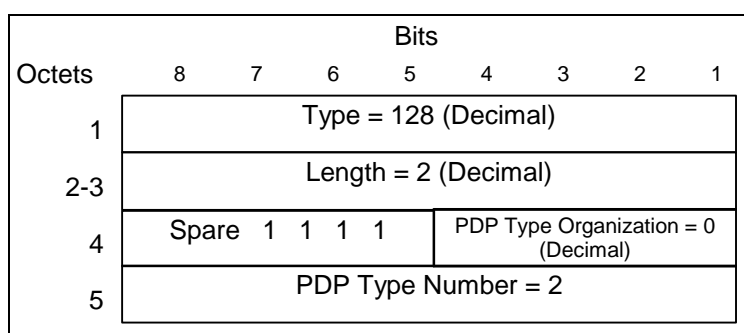 Bits
Octets 8 7 6 5 4 3 2 1
1 Type = 128 (Decimal)
2-3 Length = 2 (Decimal)
4 Spare 1 1 1 1 PDP Type Organization = 0
(Decimal)
5 PDP Type Number = 2